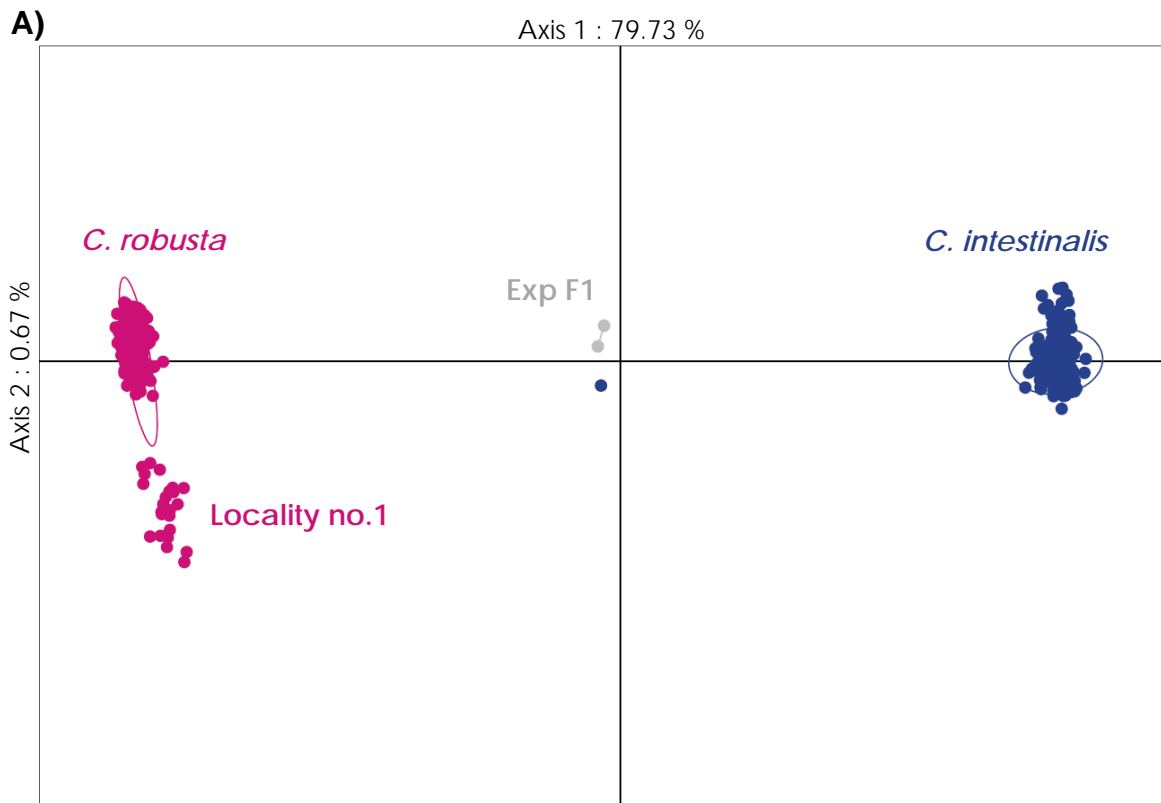 A)
Axis 1 : 79.73 %
C. robusta
C. intestinalis
Exp F1
Axis 2 : 0.67 %
Locality no.1